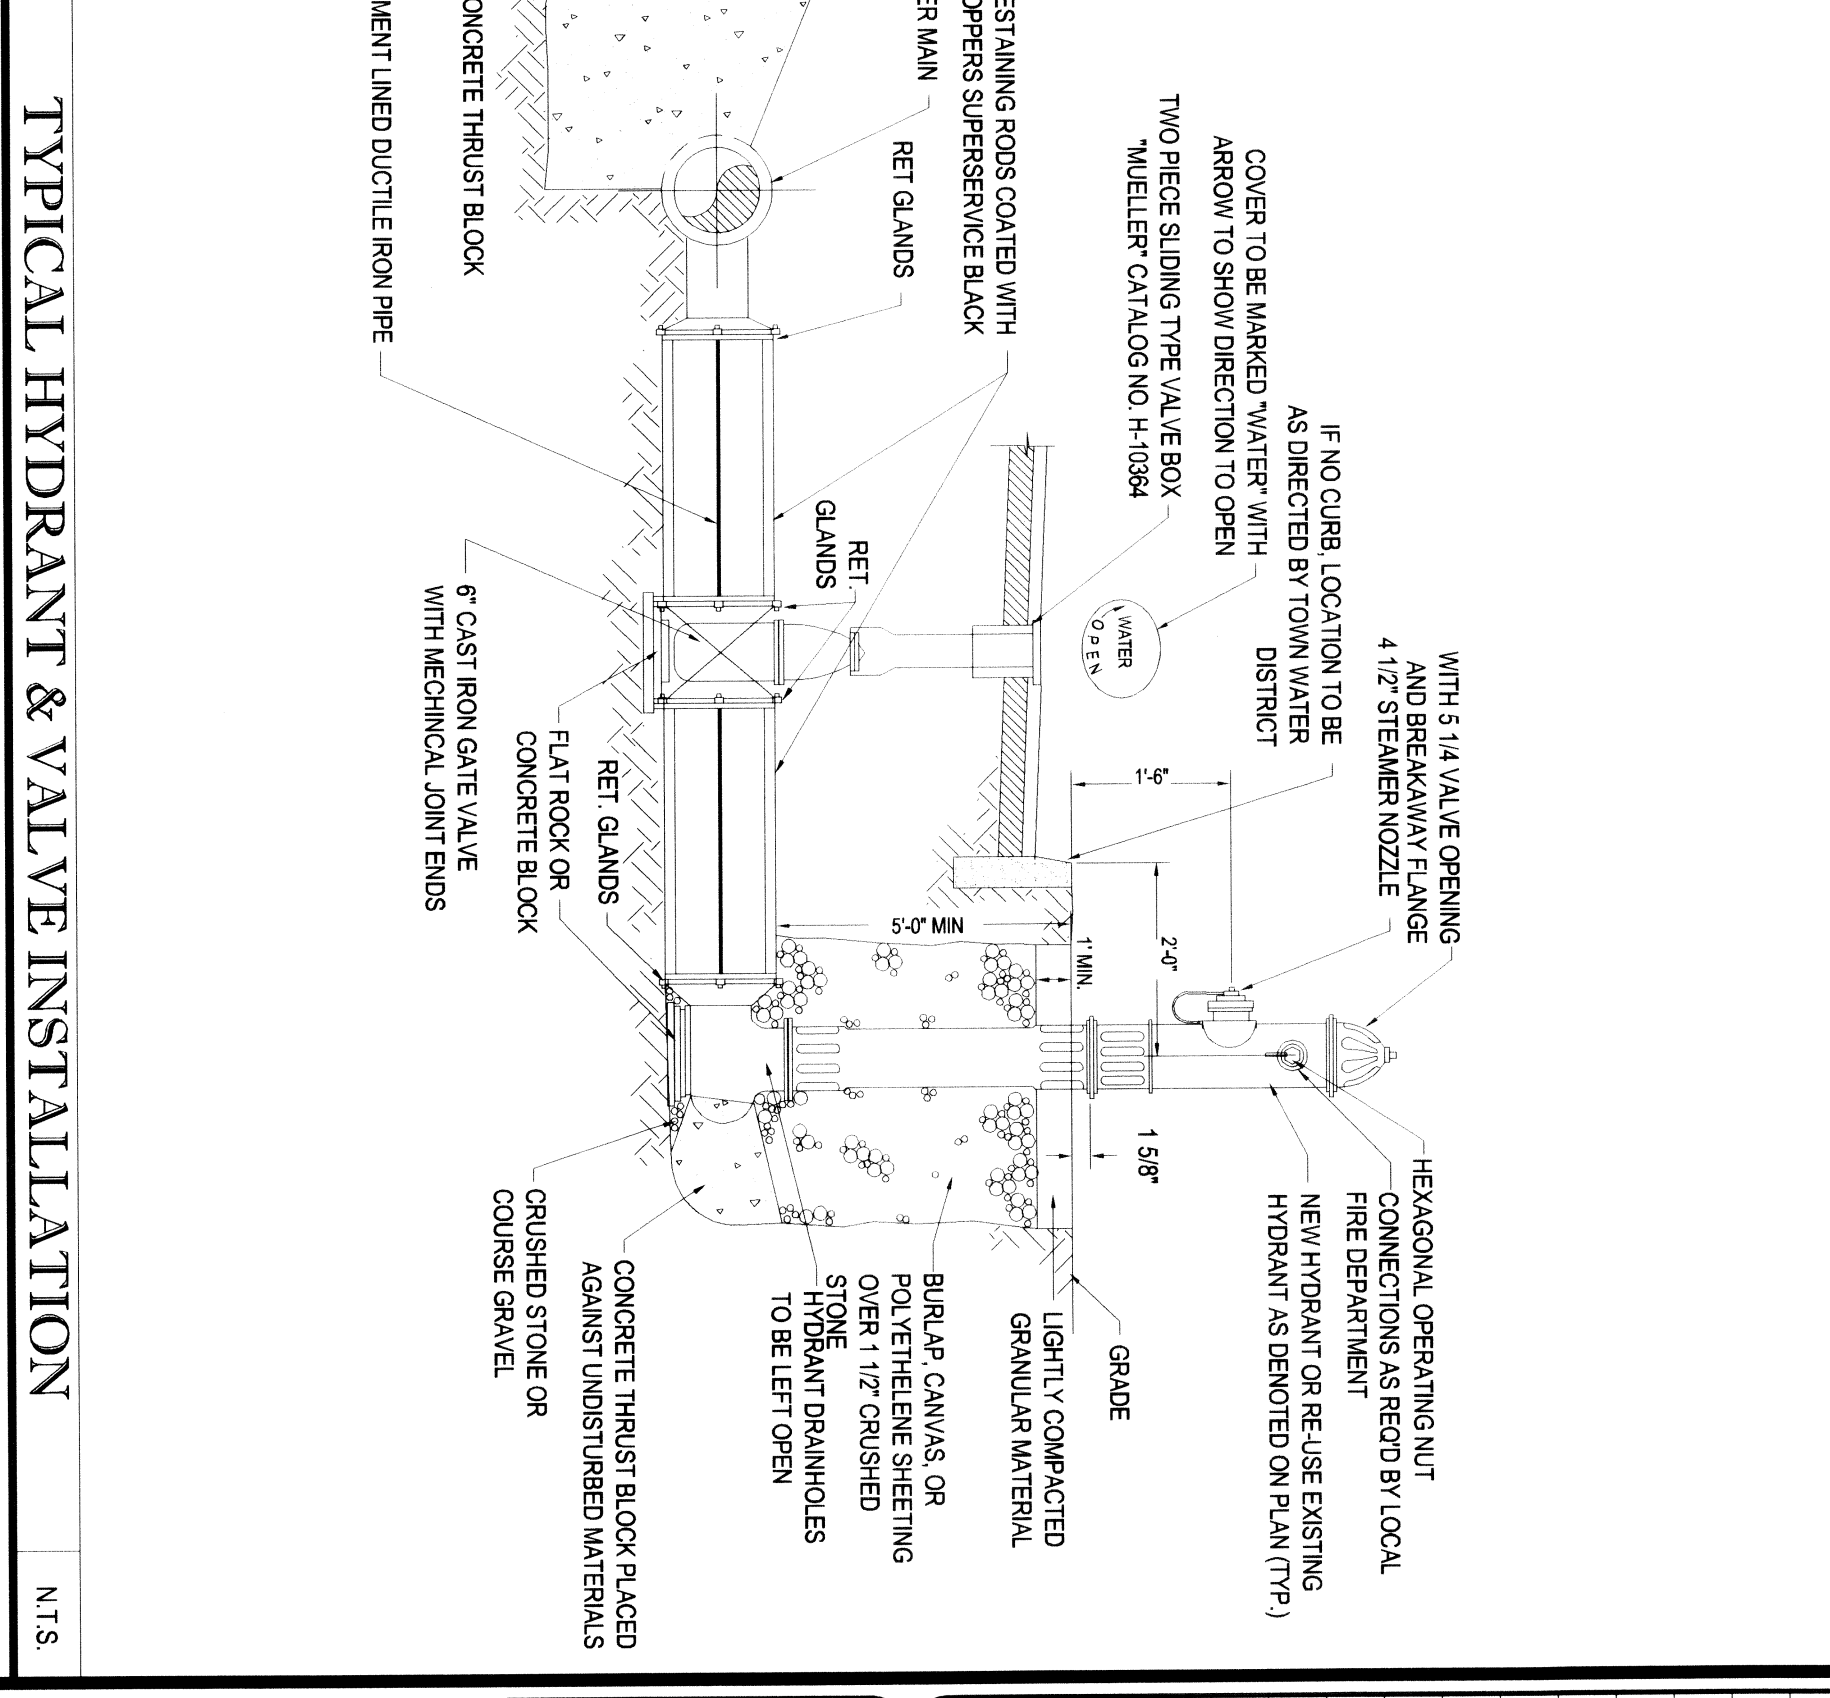 WITH 5 1/4 VALVE OPENING
AND BREAKAWAY FLANGE
4 1/2" STEAMER NOZZLE
IF NO CURB, LOCATION TO BE
AS DIRECTED BY TOWN WATER
DISTRICT
COVER TO BE MARKED "WATER" WITH
ARROW TO SHOW DIRECTION TO OPEN
TWO PIECE SLIDING TYPE VALVE BOX
"MUELLER" CATALOG NO. H-10364
WATER
OPEN
ESTAINING RODS COATED WITH
OPPERS SUPERSERVICE BLACK
ER MAIN
RET GLANDS
RET.
GLANDS
1'-6"
2'-0"
1' MIN.
5'-0" MIN
1 5/8"
HEXAGONAL OPERATING NUT
CONNECTIONS AS REQ'D BY LOCAL
FIRE DEPARTMENT
NEW HYDRANT OR RE-USE EXISTING
HYDRANT AS DENOTED ON PLAN (TYP.)
GRADE
LIGHTLY COMPACTED
GRANULAR MATERIAL
BURLAP, CANVAS, OR
POLYETHELENE SHEETING
OVER 1 1/2" CRUSHED
STONE
HYDRANT DRAINHOLES
TO BE LEFT OPEN
CONCRETE THRUST BLOCK PLACED
AGAINST UNDISTURBED MATERIALS
CRUSHED STONE OR
COURSE GRAVEL
RET. GLANDS
FLAT ROCK OR
CONCRETE BLOCK
6" CAST IRON GATE VALVE
WITH MECHINCAL JOINT ENDS
ONCRETE THRUST BLOCK
MENT LINED DUCTILE IRON PIPE
TYPICAL HYDRANT & VALVE INSTALLATION
N.T.S.